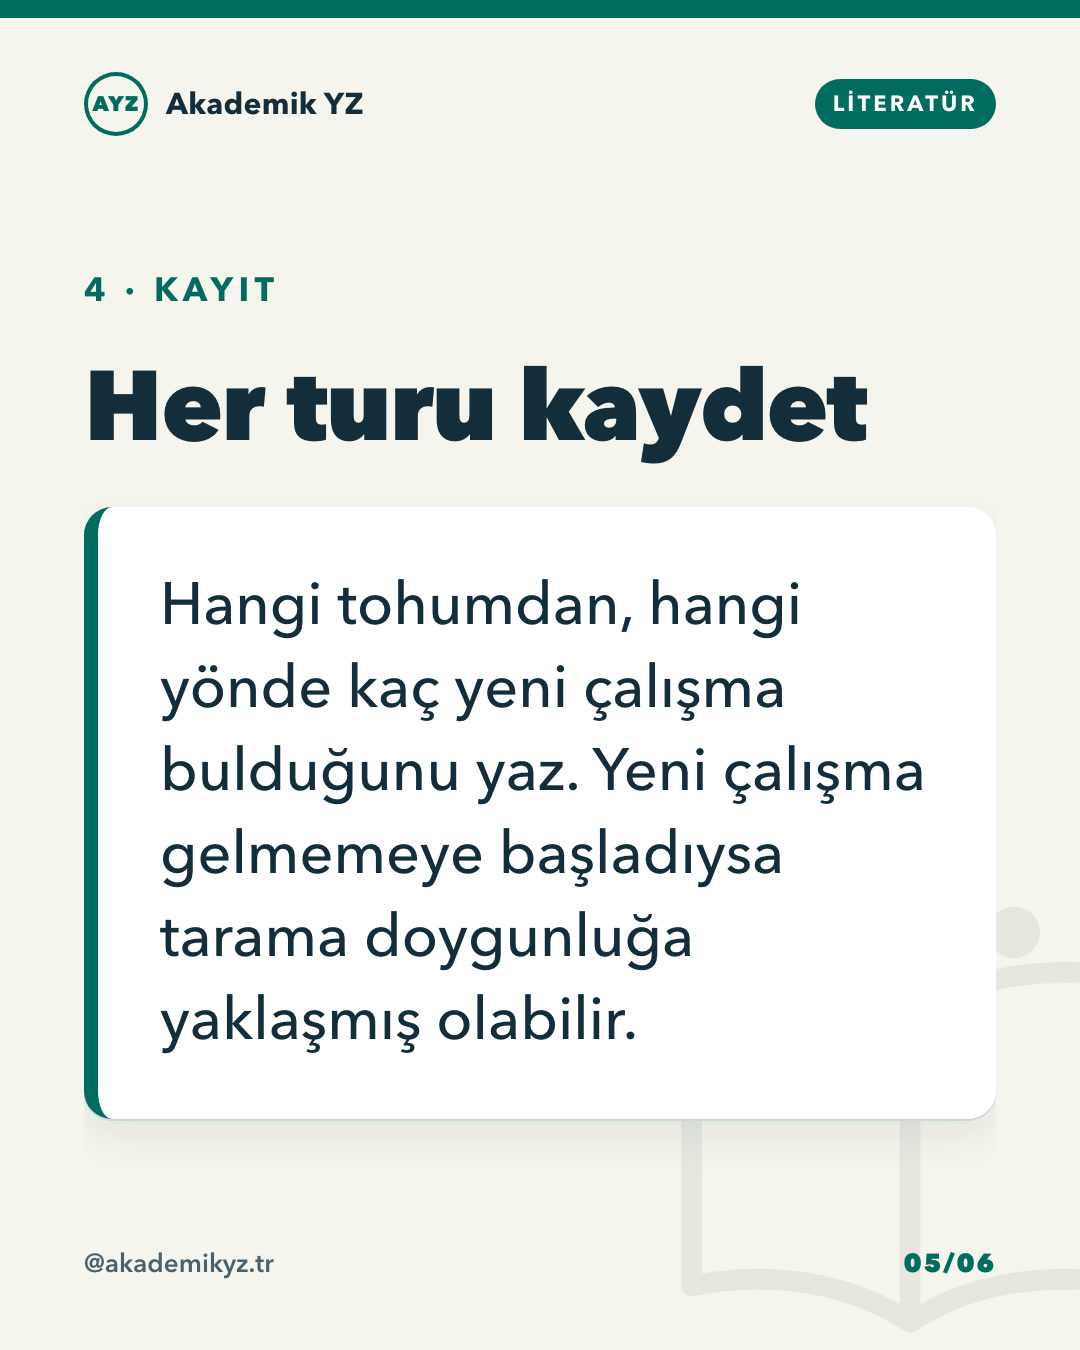 AYZ
Akademik YZ
LİTERATÜR
4 · KAYIT
Her turu kaydet
Hangi tohumdan, hangi
yönde kaç yeni çalışma
bulduğunu yaz. Yeni çalışma
gelmemeye başladıysa
tarama doygunluğa
yaklaşmış olabilir.
@akademikyz.tr
05/06